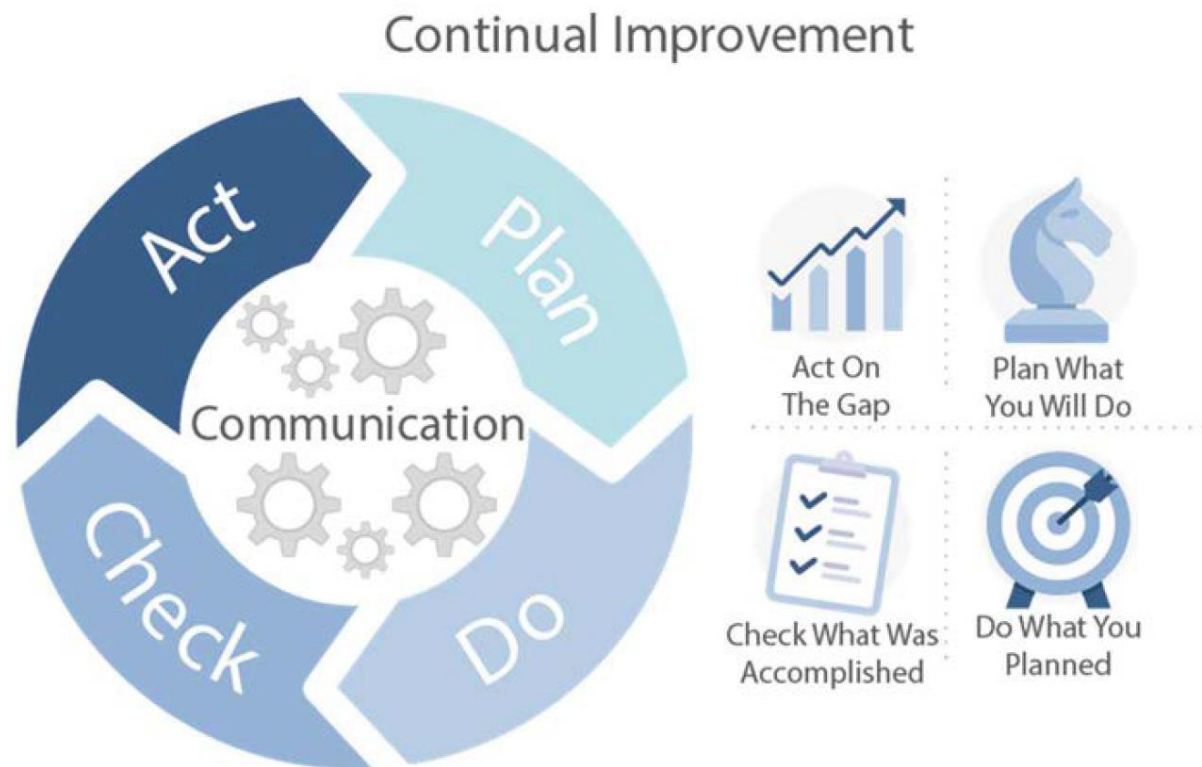 Continual Improvement
Act
Plan
Communication
Check
Do
Act On
The Gap
Plan What
You Will Do
Check What Was
Accomplished
Do What You
Planned